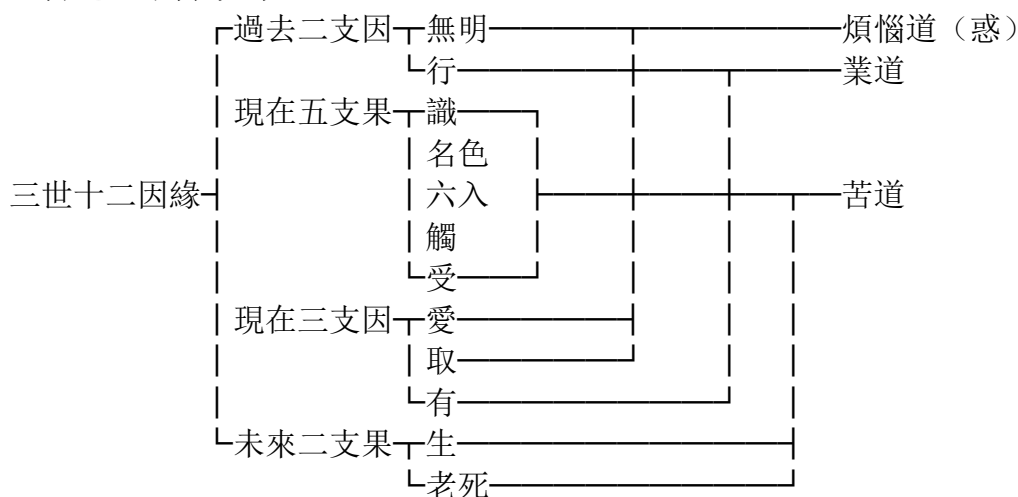 過去二支因 無明 煩惱道（惑）
行 業道
現在五支果 識
名色
三世十二因緣 六入 苦道
觸
受
現在三支因 愛
取
有
未來二支果 生
老死